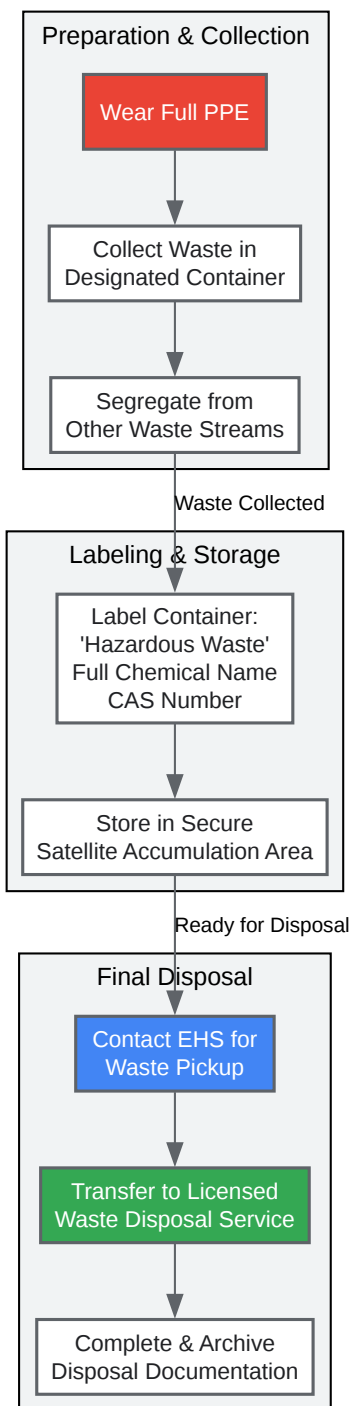 Preparation & Collection
Wear Full PPE
Collect Waste in
Designated Container
Segregate from
Other Waste Streams
Waste Collected
Labeling & Storage
Label Container:
'Hazardous Waste'
Full Chemical Name
CAS Number
Store in Secure
Satellite Accumulation Area
Ready for Disposal
Final Disposal
Contact EHS for
Waste Pickup
Transfer to Licensed
Waste Disposal Service
Complete & Archive
Disposal Documentation